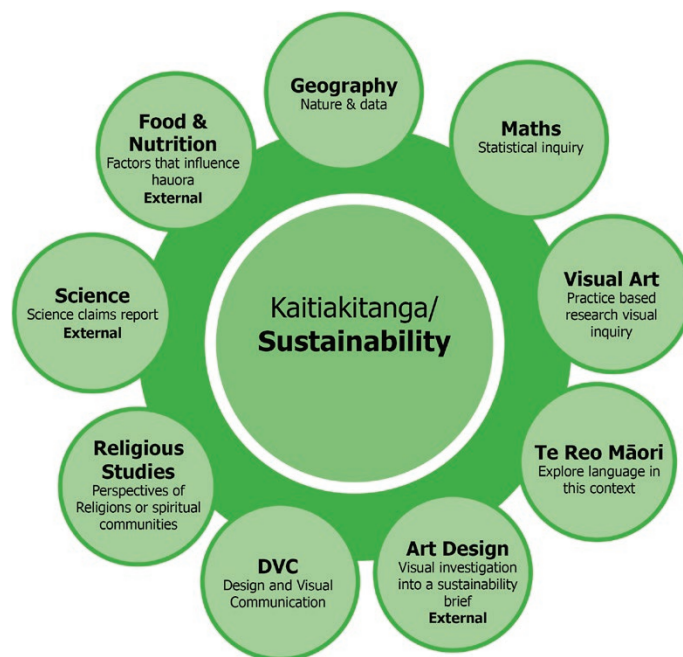 Geography
Nature & data
Maths
Statistical inquiry
Visual Art
Practice based
research visual
inquiry
Te Reo Māori
Explore language in
this context
Art Design
Visual investigation
into a sustainability
brief
External
DVC
Design and Visual
Communication
Religious
Studies
Perspectives of
Religions or spiritual
communities
Science
Science claims report
External
Food &
Nutrition
Factors that influence
hauora
External
Kaitiakitanga/
Sustainability